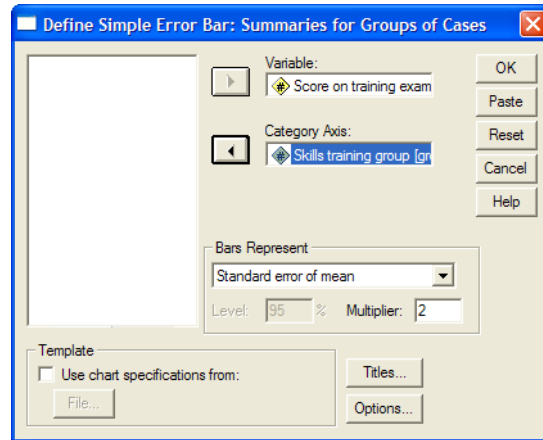 Define Simple Error Bar: Summaries for Groups of Cases
Variable:
Score on training exam
Category Axis:
Skills training group [gr
OK
Paste
Reset
Cancel
Help
Bars Represent
Standard error of mean
Level: 95 % Multiplier: 2
Template
Use chart specifications from:
File...
Titles...
Options...